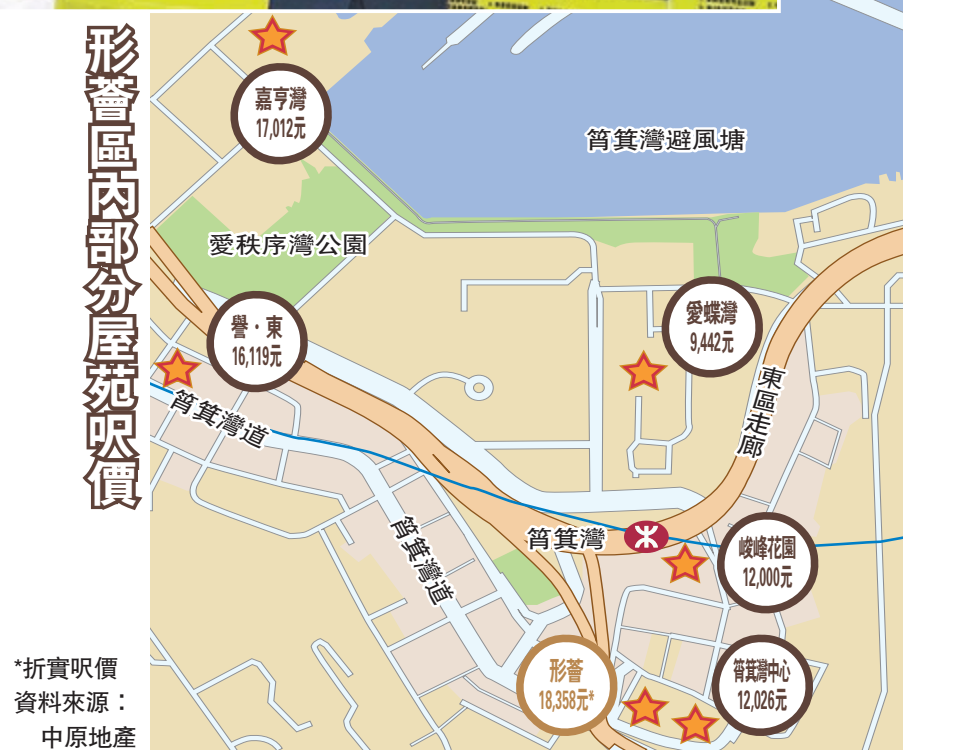 形薈區內部分屋苑呎價
嘉亨灣
17,012元
筲箕灣避風塘
愛秩序灣公園
譽·東
16,119元
愛蝶灣
9,442元
東區走廊
筲箕灣道
筲箕灣道
筲箕灣
峻峰花園
12,000元
形薈
18,358元*
筲箕灣中心
12,026元
*折實呎價
資料來源：
中原地產